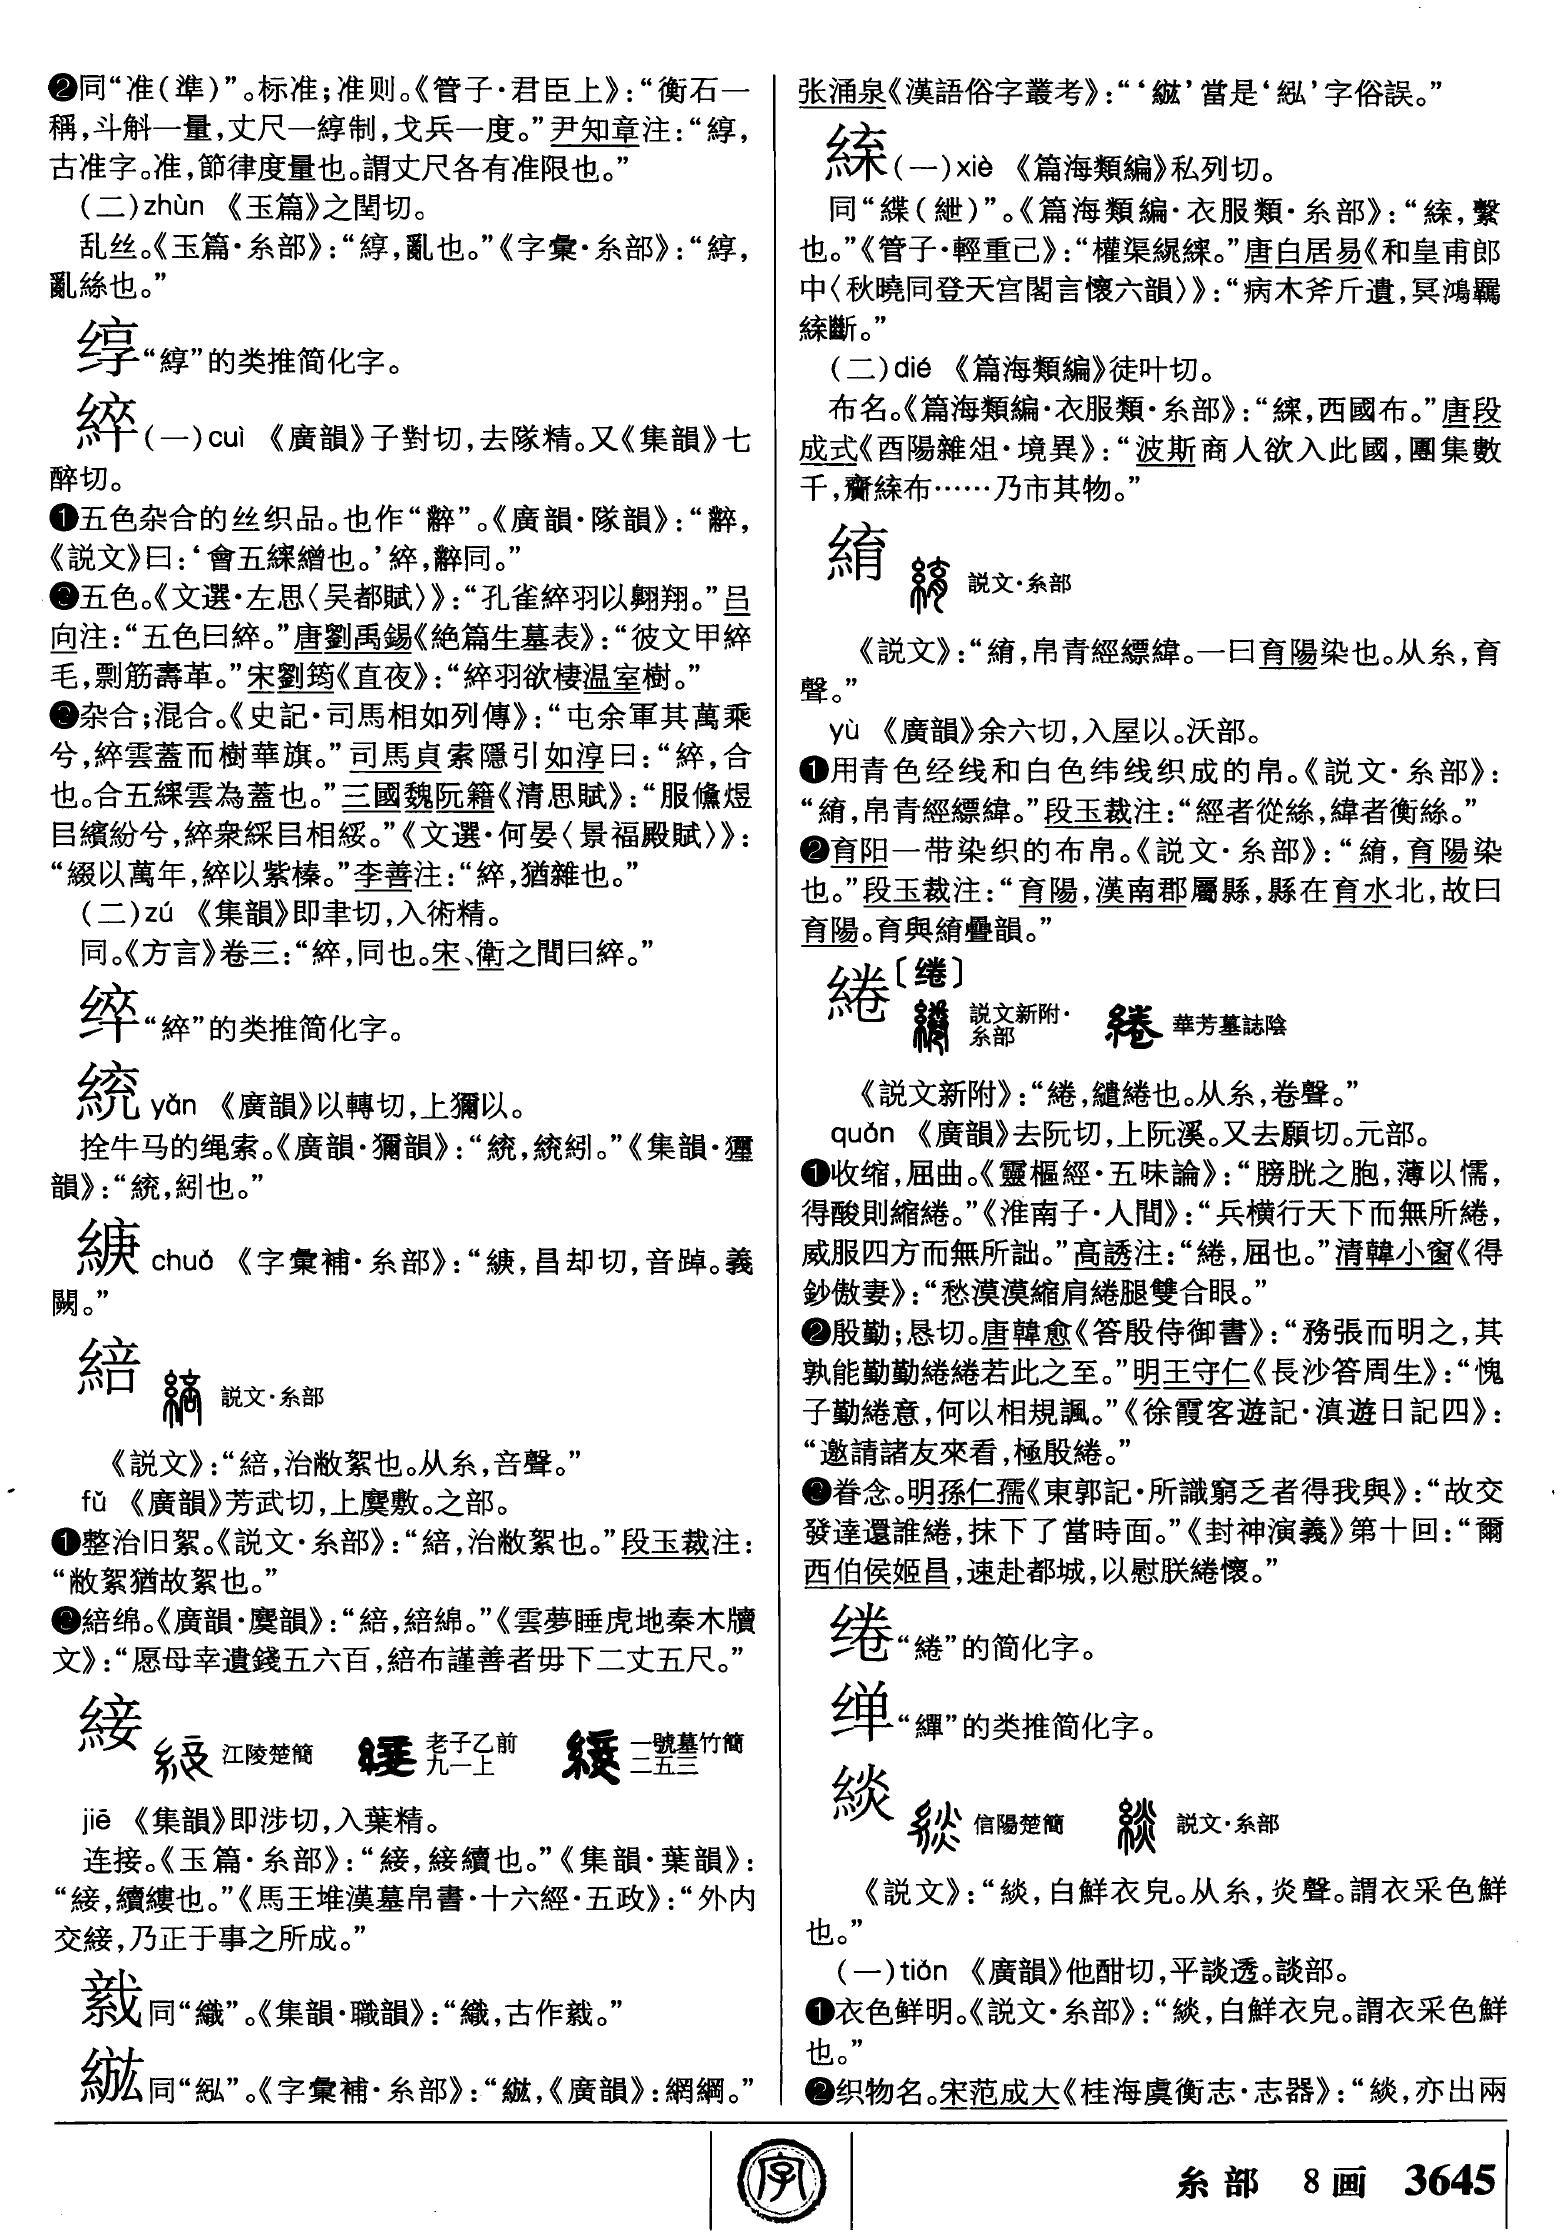 ❷同“准(準)”。标准；准则。《管子·君臣上》：“衡石一
稱，斗斛一量，丈尺一綧制，戈兵一度。”尹知章注：“綧，
古准字。准，節律度量也。謂丈尺各有准限也。”
(二)zhùn 《玉篇》之閏切。
乱丝。《玉篇·糸部》：“綧，亂也。”《字彙·糸部》：“綧，
亂絲也。”
“綧”的类推简化字。
綷(一)cuì 《廣韻》子對切，去隊精。又《集韻》七
醉切。
❶五色杂合的丝织品。也作“䘹”。《廣韻·隊韻》：“䘹，
《説文》曰：‘會五綵繒也。’綷，䘹同。”
❷五色。《文選·左思〈吴都賦〉》：“孔雀綷羽以翱翔。”吕
向注：“五色曰綷。”唐劉禹錫《絶篇生墓表》：“彼文甲綷
毛，剽筋壽革。”宋劉筠《直夜》：“綷羽欲棲温室樹。”
❸杂合；混合。《史記·司馬相如列傳》：“屯余軍其萬乘
兮，綷雲蓋而樹華旗。”司馬貞索隱引如淳曰：“綷，合
也。合五綵雲為蓋也。”三國魏阮籍《清思賦》：“服儵煜
㠯繽紛兮，綷衆綵㠯相綏。”《文選·何晏〈景福殿賦〉》：
“綴以萬年，綷以紫榛。”李善注：“綷，猶雜也。”
(二)zú 《集韻》即聿切，入術精。
同。《方言》卷三：“綷，同也。宋、衛之間曰綷。”
“綷”的类推简化字。
綂yǎn 《廣韻》以轉切，上獮以。
拴牛马的绳索。《廣韻·獮韻》：“綂，綂紖。”《集韻·𤣗
韻》：“綂，紖也。”
chuò 《字彙補·糸部》：“，昌却切，音踔。義
闕。”
䋨 説文·糸部
《説文》：“䋨，治敝絮也。从糸，音聲。”
fǔ 《廣韻》芳武切，上麌敷。之部。
❶整治旧絮。《説文·糸部》：“䋨，治敝絮也。”段玉裁注：
“敝絮猶故絮也。”
❷䋨绵。《廣韻·麌韻》：“䋨，䋨綿。”《雲夢睡虎地秦木牘
文》：“愿母幸遺錢五六百，䋨布謹善者毋下二丈五尺。”
緁 江陵楚簡 老子乙前九一上 一號墓竹簡二五三
jiē 《集韻》即涉切，入葉精。
连接。《玉篇·糸部》：“緁，緁續也。”《集韻·葉韻》：
“緁，續縷也。”《馬王堆漢墓帛書·十六經·五政》：“外内
交緁，乃正于事之所成。”
同“織”。《集韻·職韻》：“織，古作。”
同“紭”。《字彙補·糸部》：“，《廣韻》：網綱。”
张涌泉《漢語俗字叢考》：“‘’當是‘紭’字俗誤。”
(一)xiè 《篇海類編》私列切。
同“緤(紲)”。《篇海類編·衣服類·糸部》：“，繫
也。”《管子·輕重己》：“權渠縨。”唐白居易《和皇甫郎
中〈秋曉同登天宫閣言懷六韻〉》：“病木斧斤遺，冥鴻羈
斷。”
(二)dié 《篇海類編》徒叶切。
布名。《篇海類編·衣服類·糸部》：“，西國布。”唐段
成式《酉陽雜俎·境異》：“波斯商人欲入此國，團集數
千，齎布……乃市其物。”
䋭 説文·糸部
《説文》：“䋭，帛青經縹緯。一曰育陽染也。从糸，育
聲。”
yù 《廣韻》余六切，入屋以。沃部。
❶用青色经线和白色纬线织成的帛。《説文·糸部》：
“䋭，帛青經縹緯。”段玉裁注：“經者從絲，緯者衡絲。”
❷育阳一带染织的布帛。《説文·糸部》：“䋭，育陽染
也。”段玉裁注：“育陽，漢南郡屬縣，縣在育水北，故曰
育陽。育與䋭疊韻。”
綣〔绻〕 説文新附·糸部 華芳墓誌陰
《説文新附》：“綣，繾綣也。从糸，卷聲。”
quǎn 《廣韻》去阮切，上阮溪。又去願切。元部。
❶收缩，屈曲。《靈樞經·五味論》：“膀胱之胞，薄以懦，
得酸則縮綣。”《淮南子·人間》：“兵横行天下而無所綣，
威服四方而無所詘。”高誘注：“綣，屈也。”清韓小窗《得
鈔傲妻》：“愁漠漠縮肩綣腿雙合眼。”
❷殷勤；恳切。唐韓愈《答殷侍御書》：“務張而明之，其
孰能勤勤綣綣若此之至。”明王守仁《長沙答周生》：“愧
子勤綣意，何以相規諷。”《徐霞客遊記·滇遊日記四》：
“邀請諸友來看，極殷綣。”
❸眷念。明孫仁孺《東郭記·所識窮乏者得我與》：“故交
發達還誰綣，抹下了當時面。”《封神演義》第十回：“爾
西伯侯姬昌，速赴都城，以慰朕綣懷。”
绻“綣”的简化字。
“繟”的类推简化字。
緂 信陽楚簡 説文·糸部
《説文》：“緂，白鮮衣皃。从糸，炎聲。謂衣采色鮮
也。”
(一)tiǎn 《廣韻》他酣切，平談透。談部。
❶衣色鲜明。《説文·糸部》：“緂，白鮮衣皃。謂衣采色鮮
也。”
❷织物名。宋范成大《桂海虞衡志·志器》：“緂，亦出兩
字
糸部 8画 3645